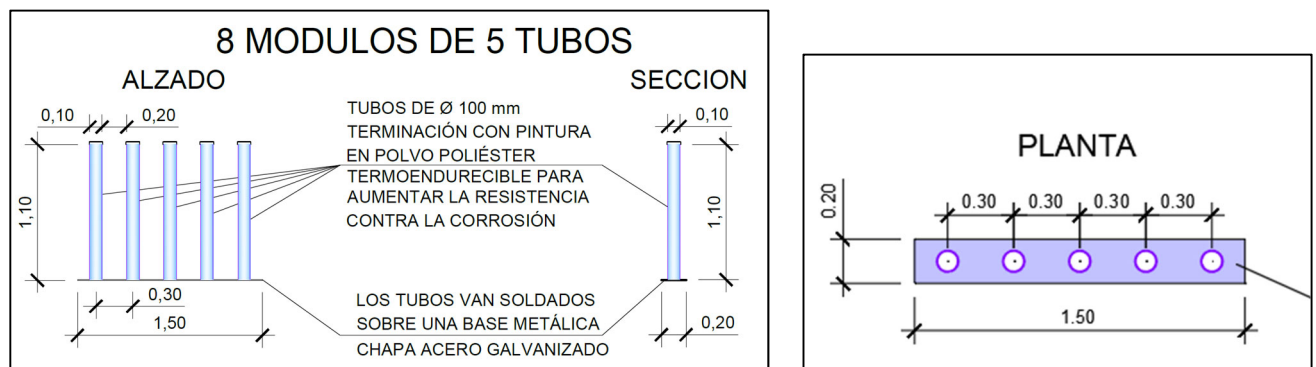 8 MODULOS DE 5 TUBOS
ALZADO
SECCION
0,10
0,20
TUBOS DE Ø 100 mm
TERMINACIÓN CON PINTURA
EN POLVO POLIÉSTER
TERMOENDURECIBLE PARA
AUMENTAR LA RESISTENCIA
CONTRA LA CORROSIÓN
0,10
1,10
1,10
0,30
1,50
LOS TUBOS VAN SOLDADOS
SOBRE UNA BASE METÁLICA
CHAPA ACERO GALVANIZADO
0,20
PLANTA
0.20
0.30 0.30 0.30 0.30
1.50